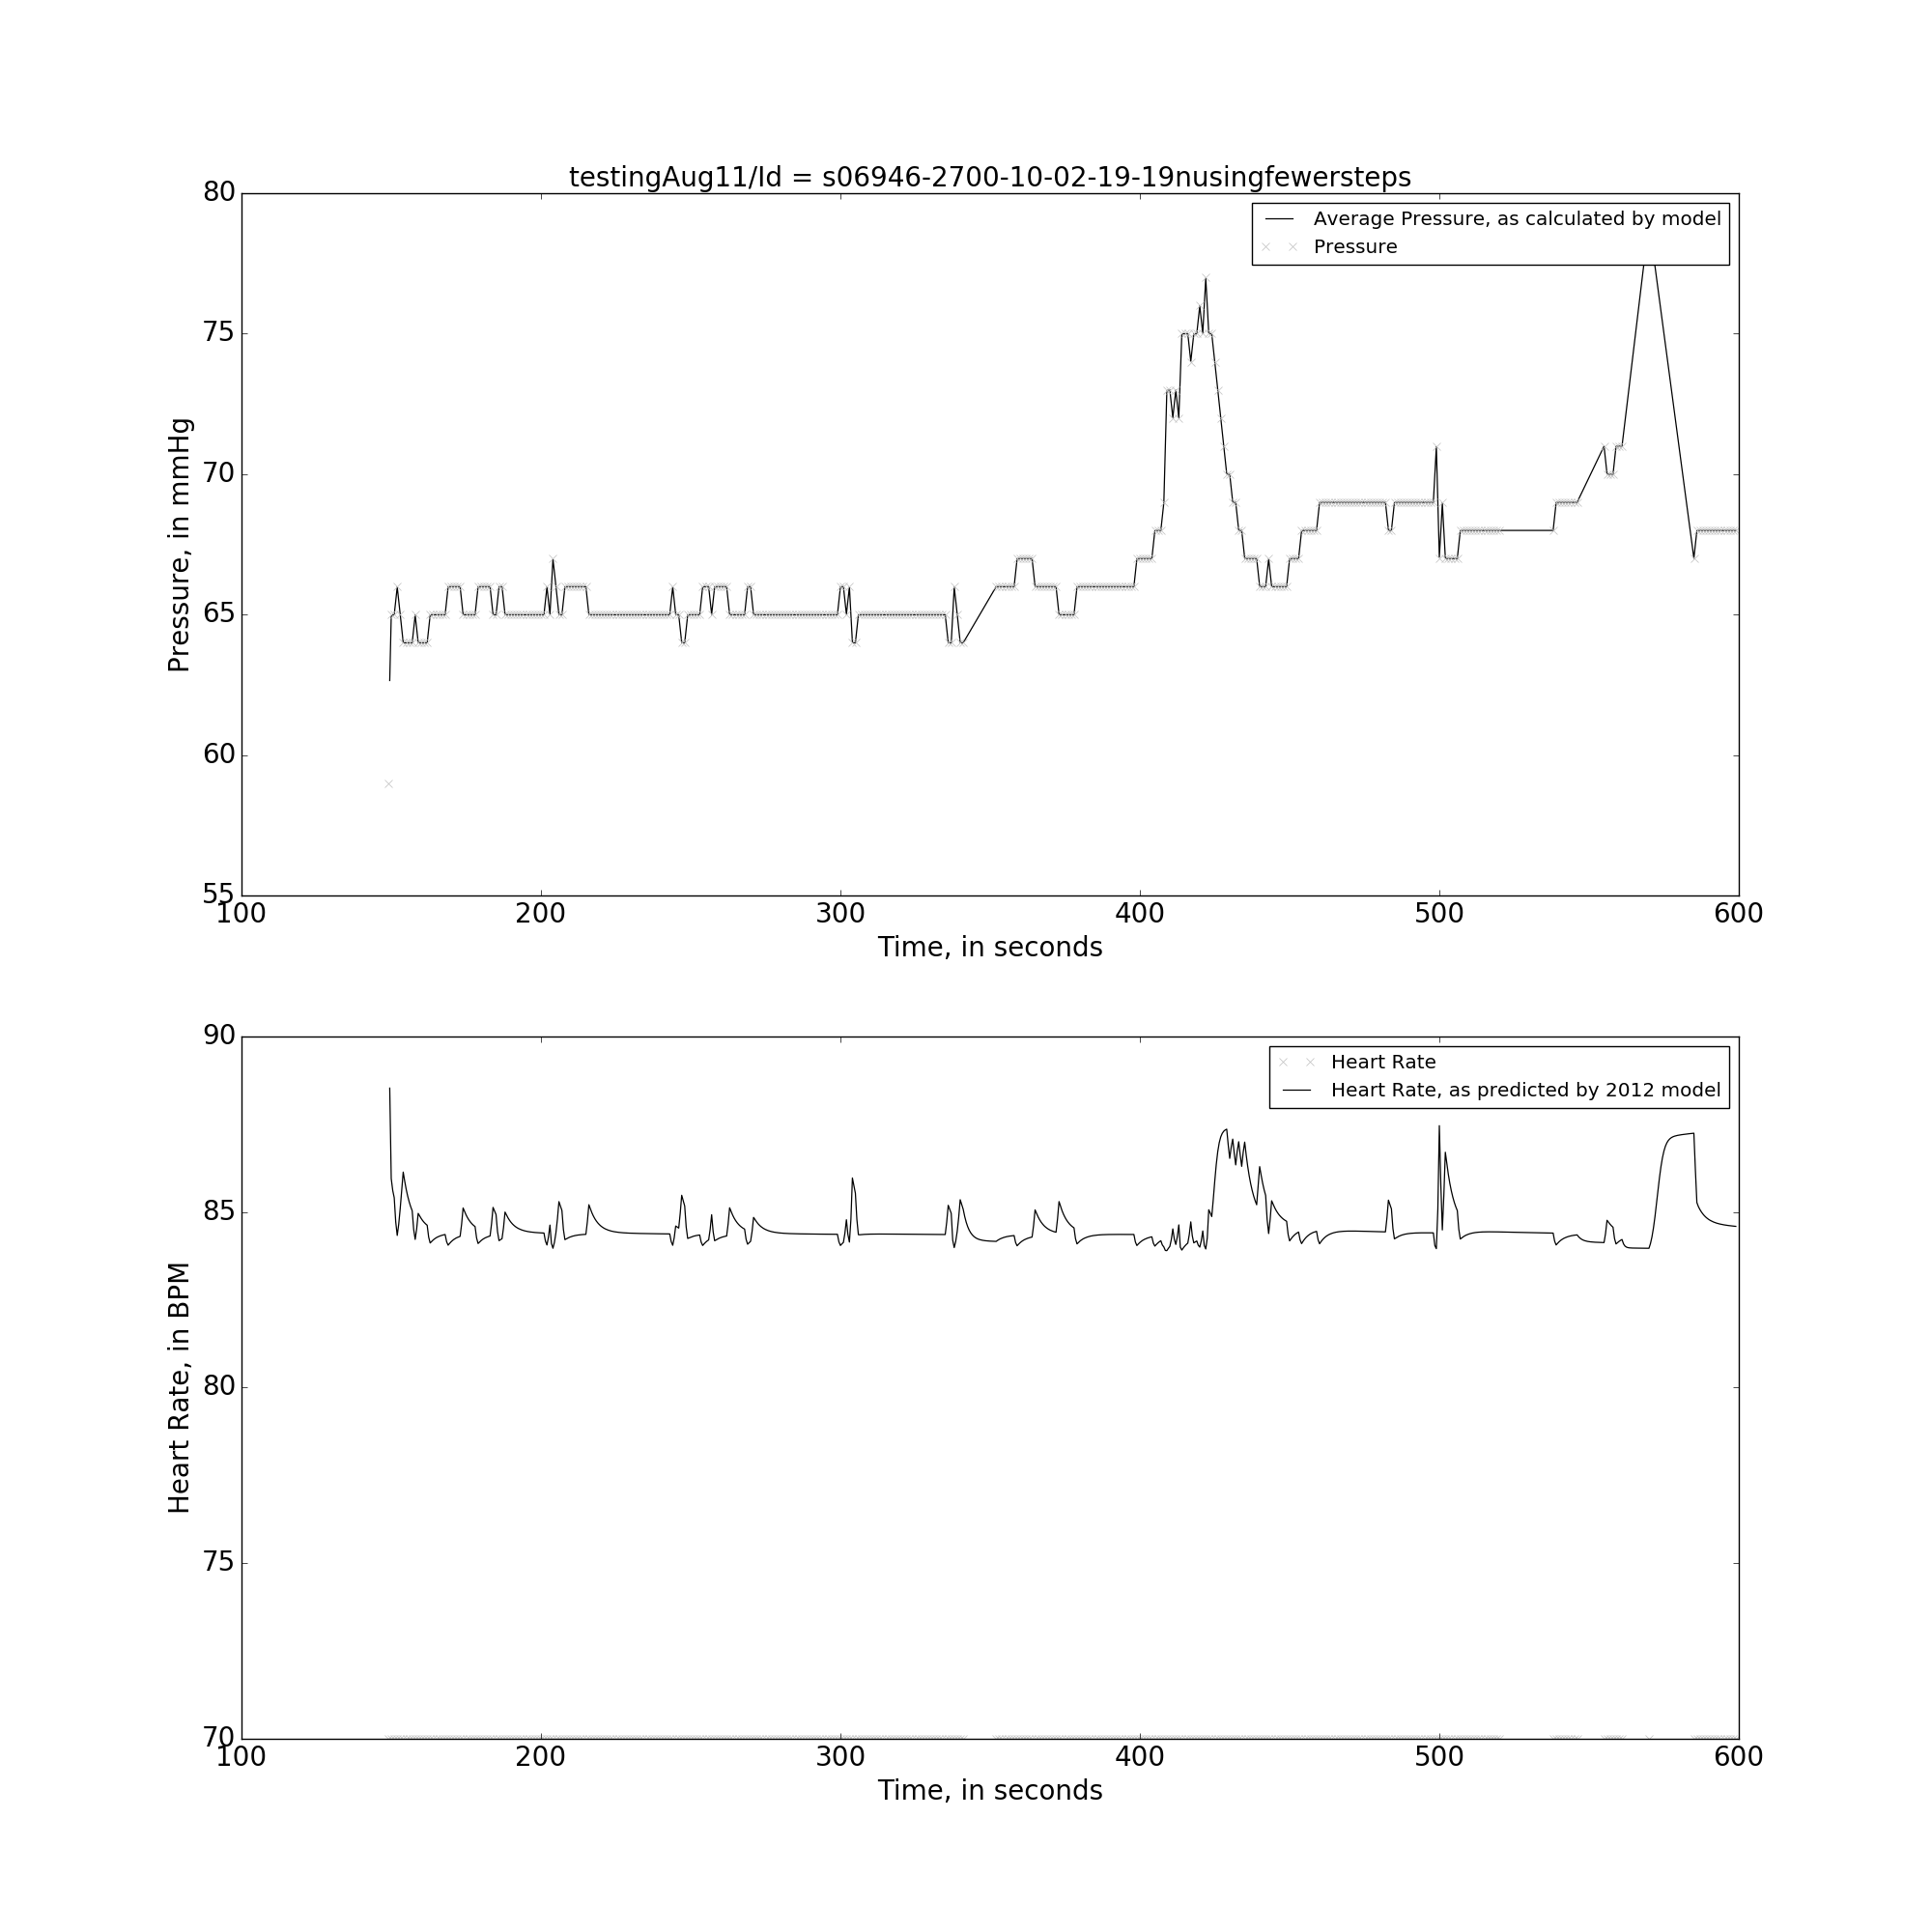 testingAug11/Id = s06946-2700-10-02-19-19nusingfewersteps
80
75
70
65
60
55
Pressure, in mmHg
Average Pressure, as calculated by model
Pressure
100 200 300 400 500 600
Time, in seconds
90
85
80
75
70
Heart Rate, in BPM
Heart Rate
Heart Rate, as predicted by 2012 model
100 200 300 400 500 600
Time, in seconds